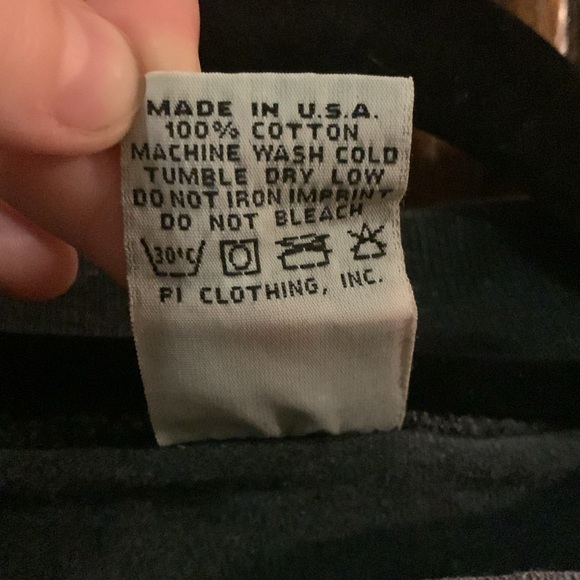 MADE IN U.S.A.
100% COTTON
MACHINE WASH COLD
TUMBLE DRY LOW
DO NOT IRON IMPRINT
DO NOT BLEACH
30°C
PI CLOTHING, INC.